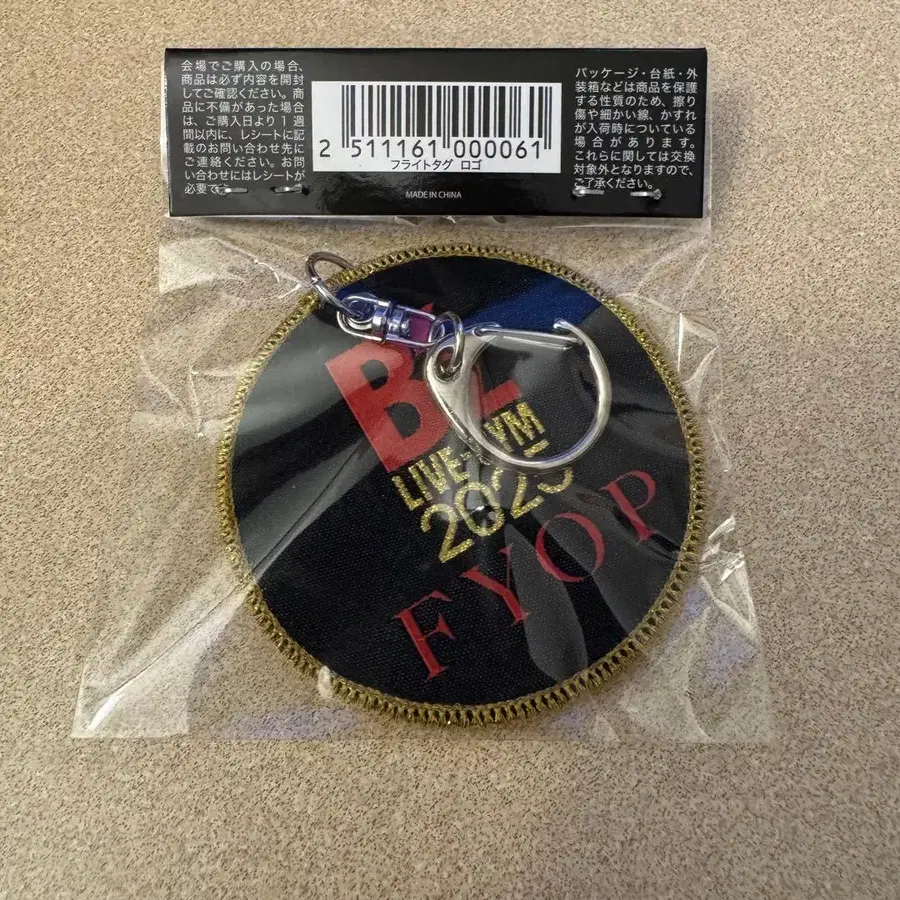 会場でご購入の場合、
商品は必ず内容を開封
してご確認ください。商
品に不備があった場合
は、ご購入日より1週
間以内に、レシートに記
載のお問い合わせ先に
ご連絡ください。お問
い合わせにはレシートが
必要で
2 511161 000061
フライトタグ ロゴ
MADE IN CHINA
パッケージ・台紙・外
装箱などは商品を保護
する性質のため、擦り
傷や細かい線、かすれ
が入荷時についている
場合があります。
これらに関しては交換
対象外となりますので、
ご了承ください。
B'z
LIVE-GYM
2025
FYOP